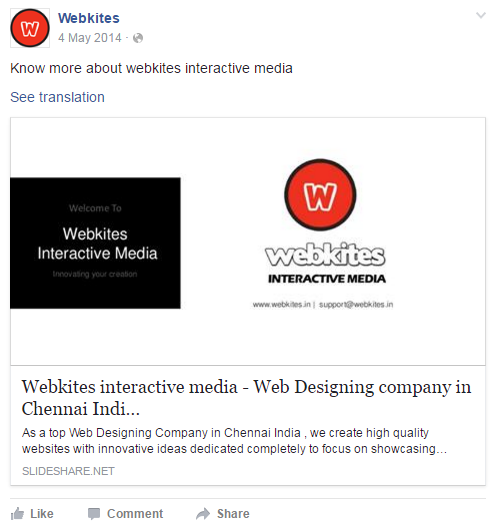 Webkites
4 May 2014 ·
Know more about webkites interactive media
See translation
Welcome To
Webkites
Interactive Media
Innovating your creation
W
webkites
INTERACTIVE MEDIA
www.webkites.in | support@webkites.in
Webkites interactive media - Web Designing company in
Chennai Indi...
As a top Web Designing Company in Chennai India , we create high quality
websites with innovative ideas dedicated completely to focus on showcasing...
SLIDESHARE.NET
Like Comment Share